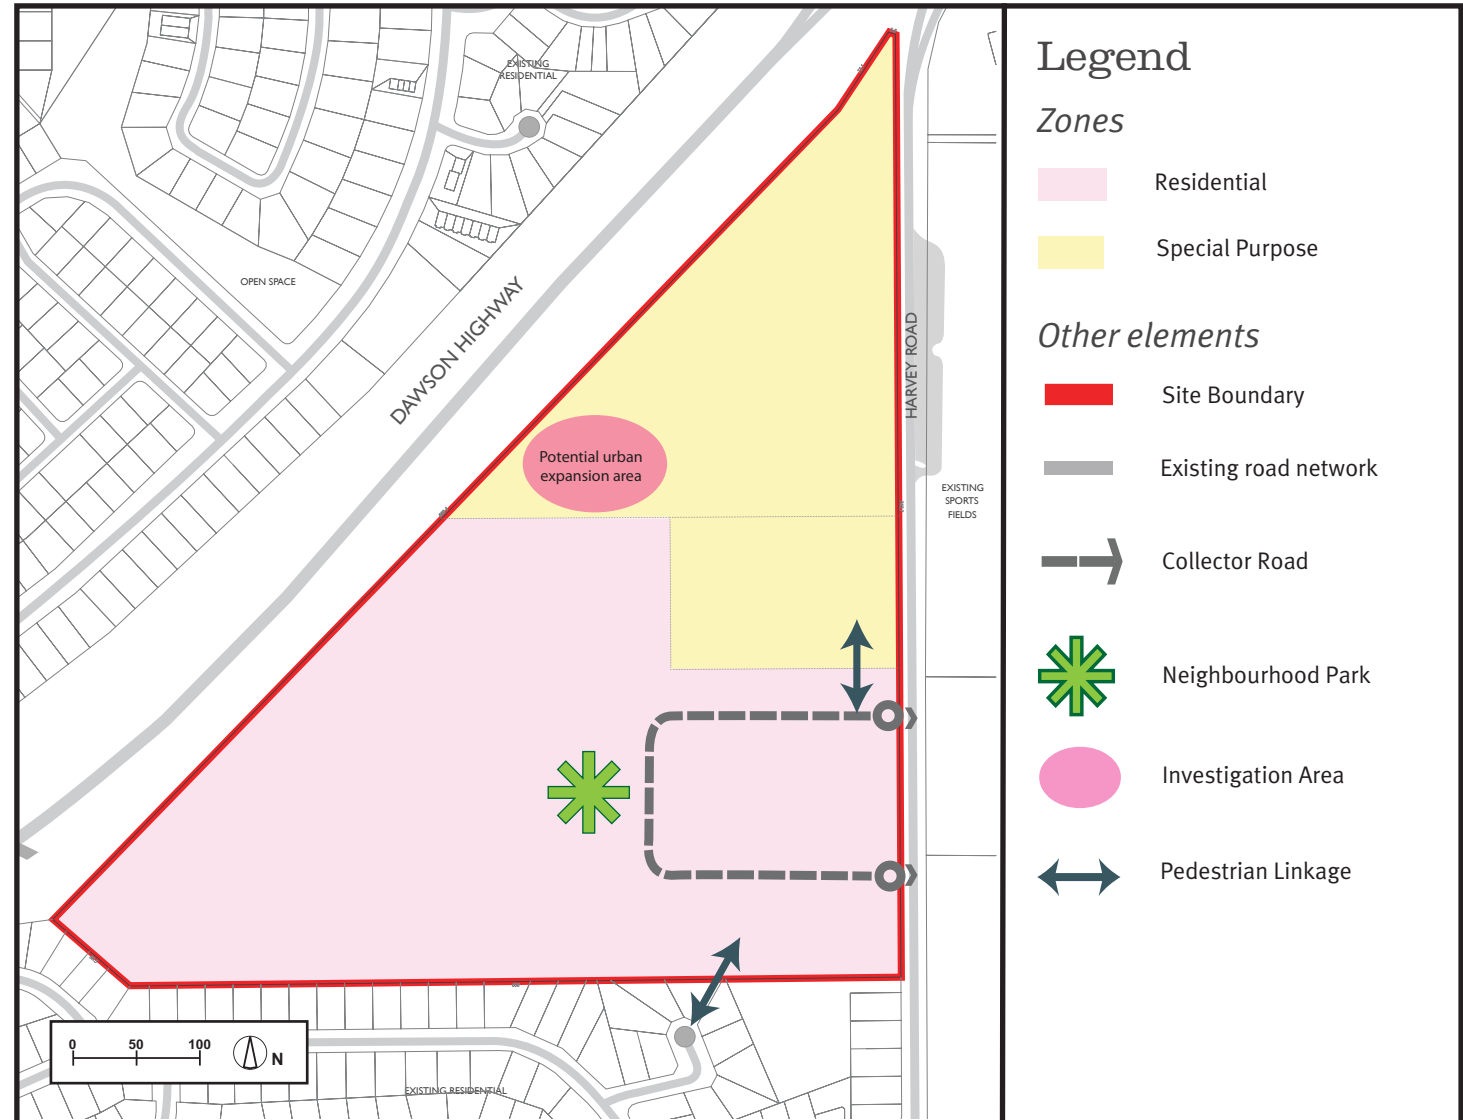 EXISTING
RESIDENTIAL
OPEN SPACE
DAWSON HIGHWAY
HARVEY ROAD
Potential urban
expansion area
EXISTING
SPORTS
FIELDS
0 50 100
N
EXISTING RESIDENTIAL
Legend
Zones
Residential
Special Purpose
Other elements
Site Boundary
Existing road network
Collector Road
Neighbourhood Park
Investigation Area
Pedestrian Linkage